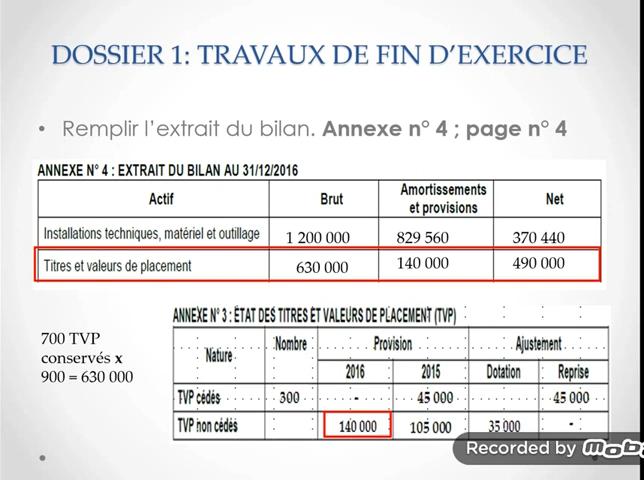 DOSSIER 1: TRAVAUX DE FIN D'EXERCICE
• Remplir l'extrait du bilan. Annexe n° 4 ; page n° 4
ANNEXE N° 4 : EXTRAIT DU BILAN AU 31/12/2016
Actif Brut Amortissements et provisions Net
Installations techniques, matériel et outillage 1 200 000 829 560 370 440
Titres et valeurs de placement 630 000 140 000 490 000
700 TVP
conservés x
900 = 630 000
ANNEXE N° 3 : ÉTAT DES TITRES ET VALEURS DE PLACEMENT (TVP)
Nature Nombre Provision Ajustement
2016 2015 Dotation Reprise
TVP cédés 300 - 45 000 45 000
TVP non cédés 140 000 105 000 35 000 -
Recorded by